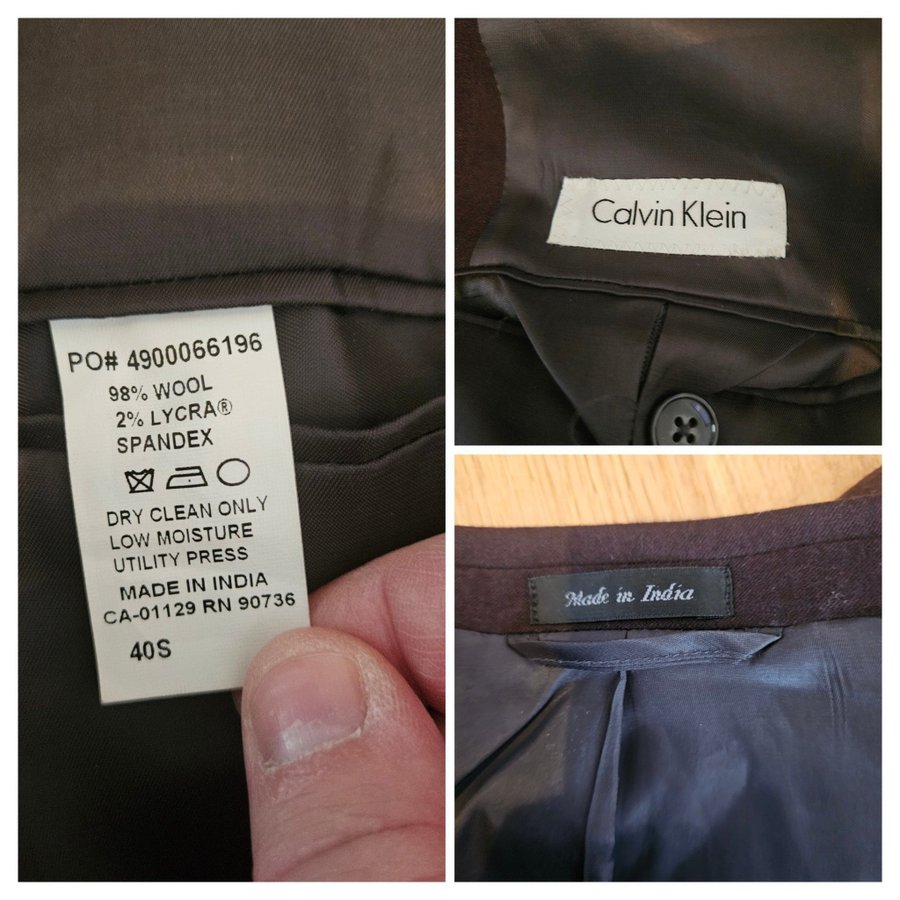 PO# 4900066196
98% WOOL
2% LYCRA®
SPANDEX
DRY CLEAN ONLY
LOW MOISTURE
UTILITY PRESS
MADE IN INDIA
CA-01129 RN 90736
40S
Calvin Klein
Made in India